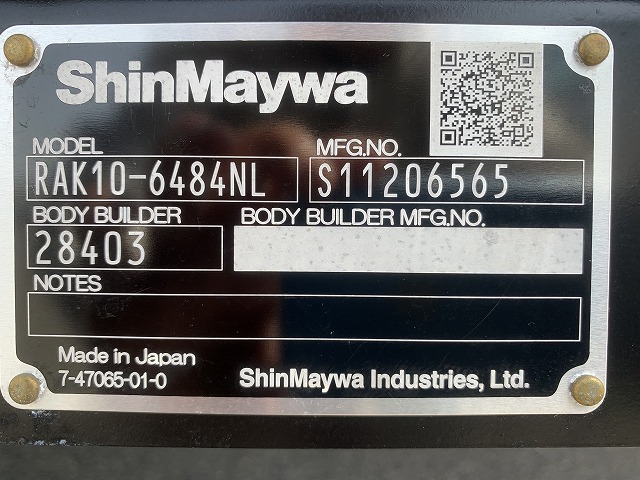 ShinMaywa
MODEL MFG.NO.
RAK10-6484NL S11206565
BODY BUILDER BODY BUILDER MFG.NO.
28403
NOTES
Made in Japan
7-47065-01-0 ShinMaywa Industries, Ltd.